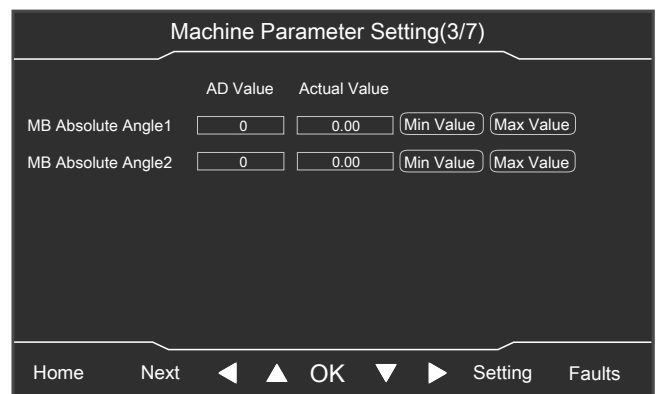 Machine Parameter Setting(3/7)
AD Value Actual Value
MB Absolute Angle1 0 0.00 Min Value Max Value
MB Absolute Angle2 0 0.00 Min Value Max Value
Home Next OK Setting Faults